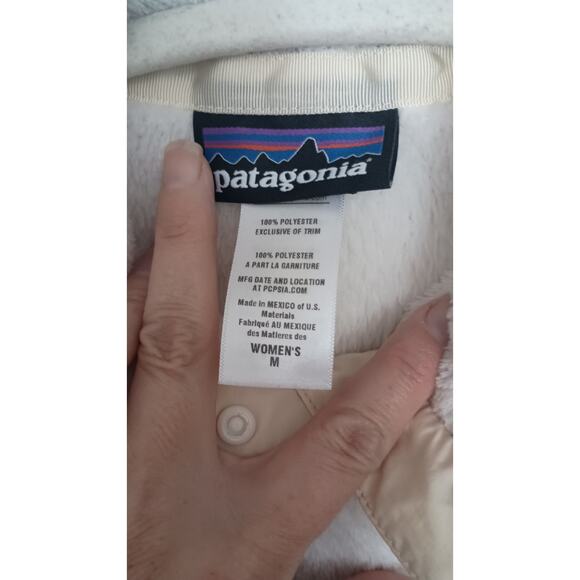 patagonia®
100% POLYESTER
EXCLUSIVE OF TRIM
100% POLYESTER
A PART LA GARNITURE
MFG DATE AND LOCATION
AT PCPSIA.COM
Made in MEXICO of U.S.
Materials
Fabriqué AU MEXIQUE
des Matieres des
WOMEN'S
M